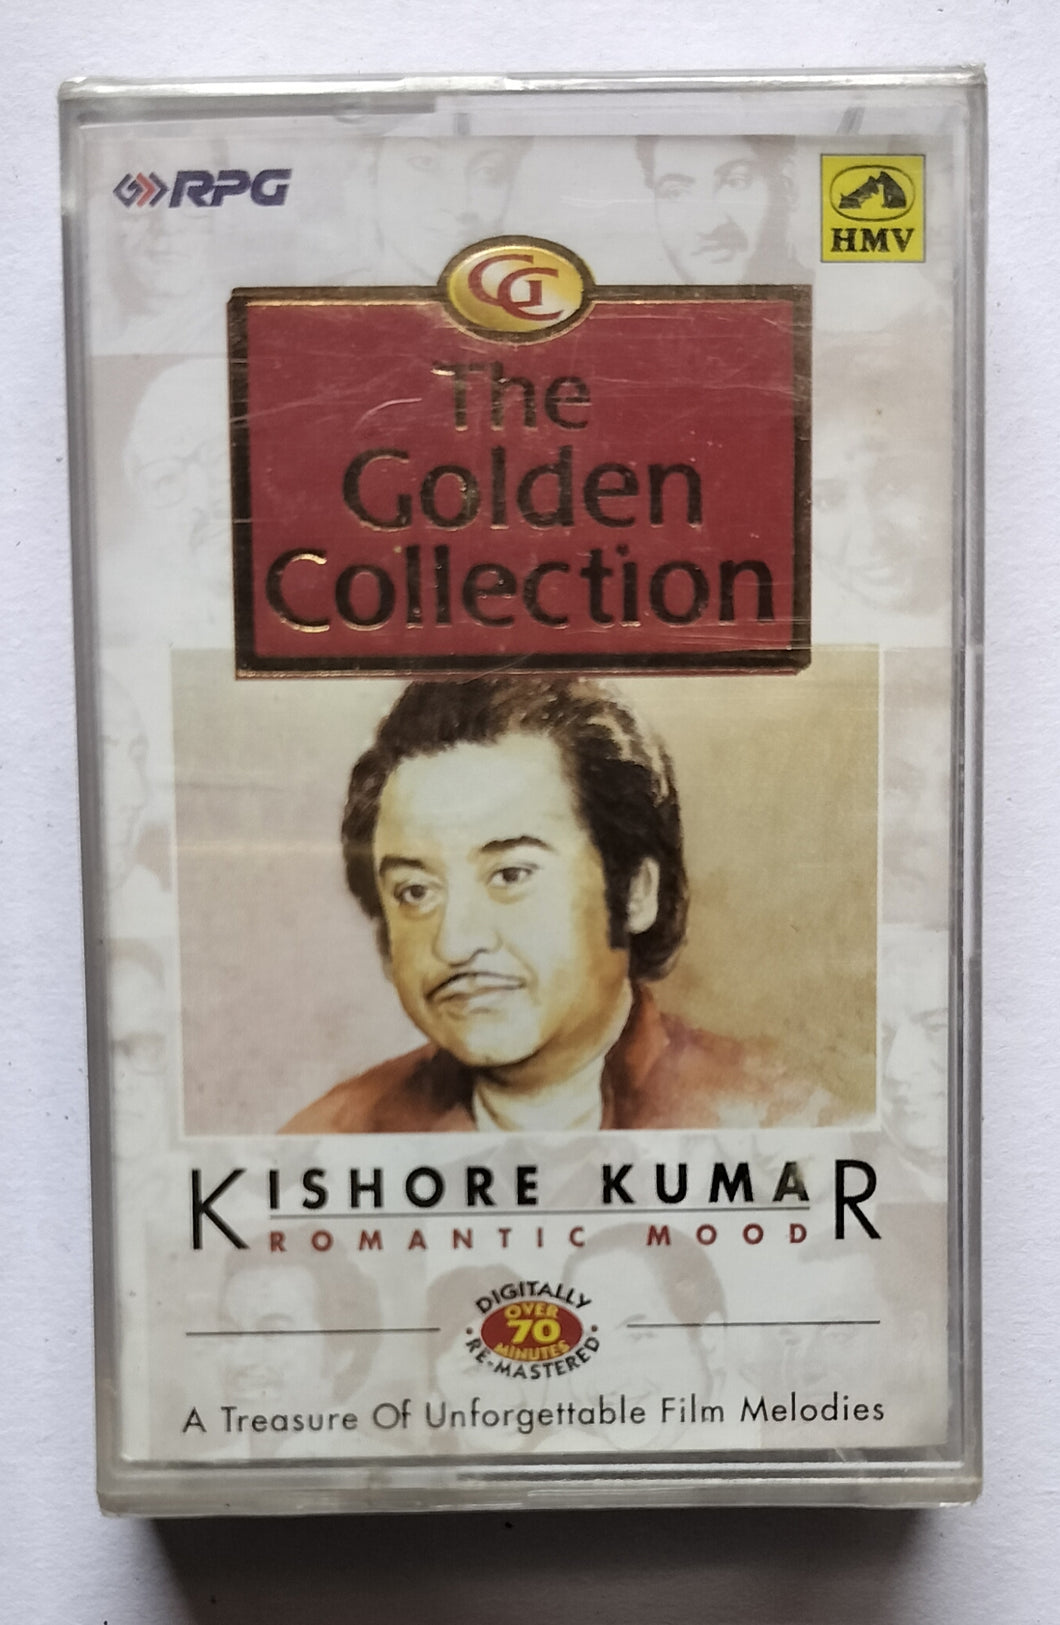 RPG
HMV
GC
The
Golden
Collection
KISHORE KUMAR
ROMANTIC MOOD
DIGITALLY
OVER
70
MINUTES
RE-MASTERED
A Treasure Of Unforgettable Film Melodies